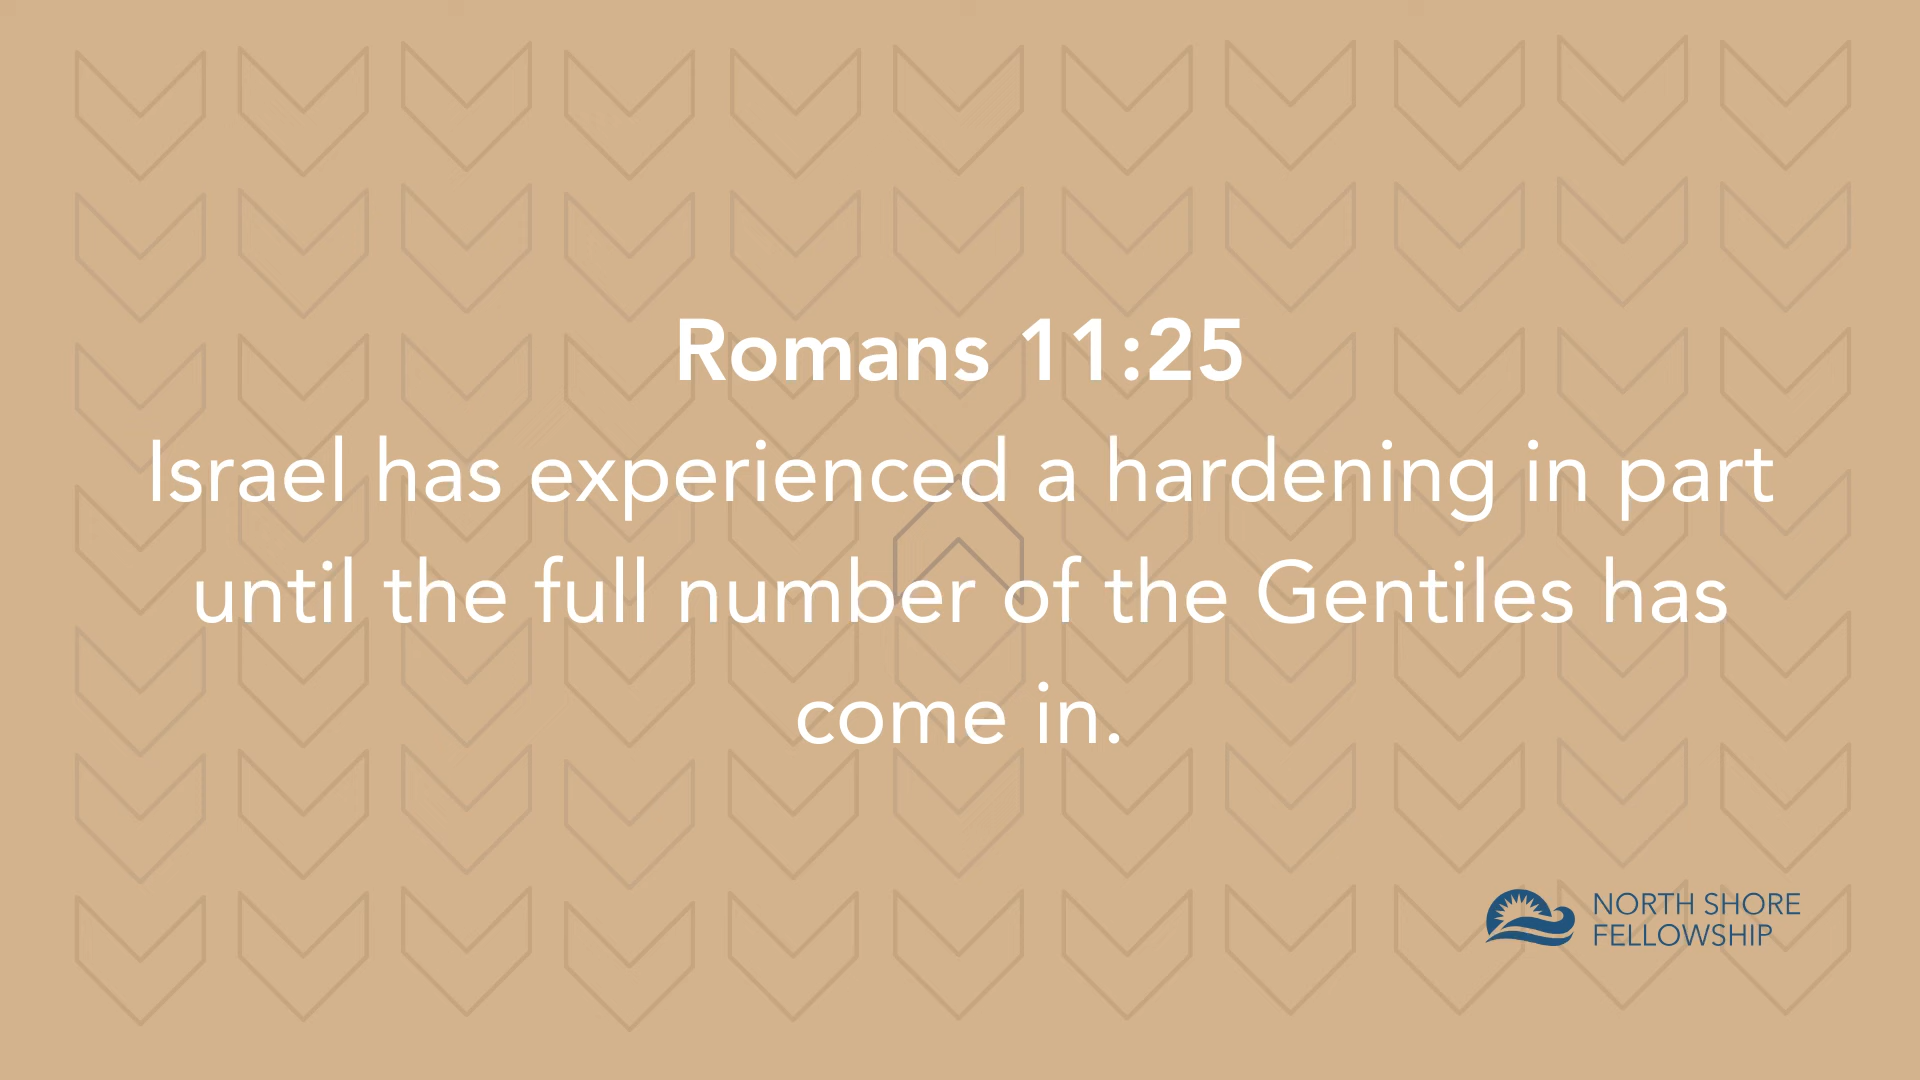 Romans 11:25
Israel has experienced a hardening in part
until the full number of the Gentiles has
come in.
NORTH SHORE
FELLOWSHIP